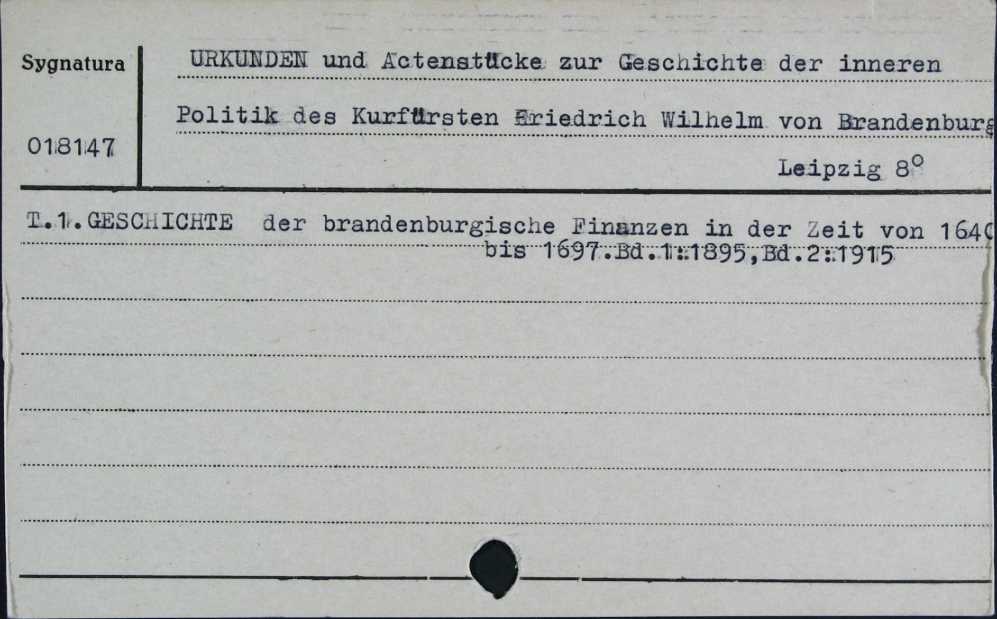 Sygnatura
URKUNDEN und Actenstücke zur Geschichte der inneren
Politik des Kurfürsten Friedrich Wilhelm von Brandenburg
018147
Leipzig 8°
T.1.GESCHICHTE der brandenburgische Finanzen in der Zeit von 1640
bis 1697.Bd.1:1895,Bd.2:1915